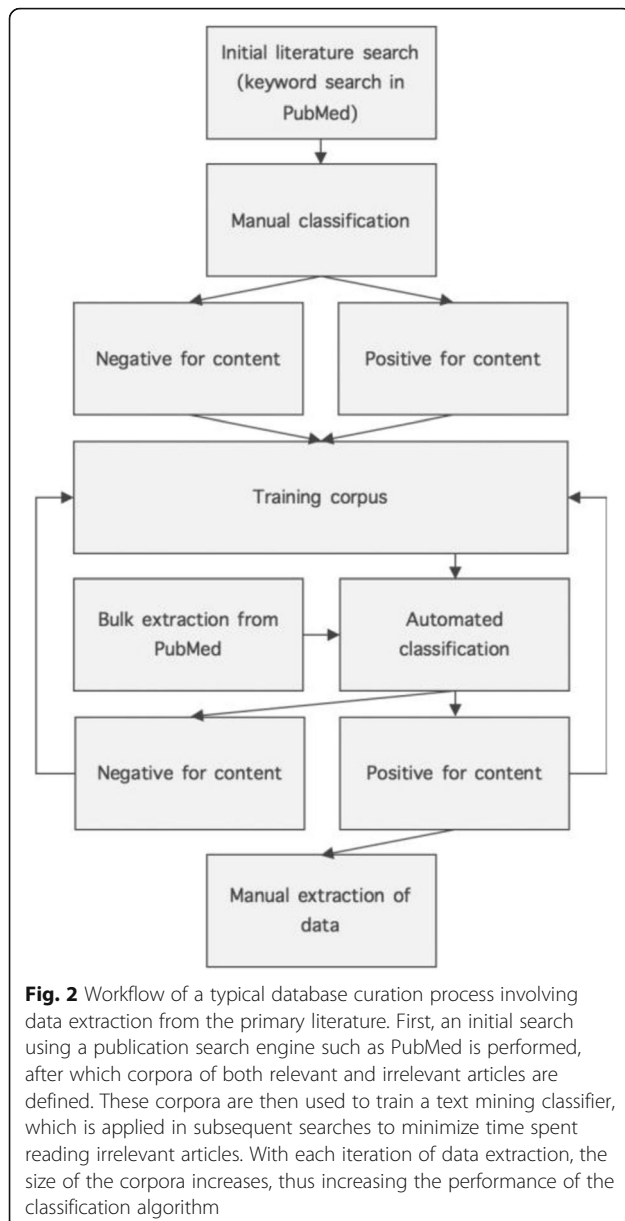 Initial literature search
(keyword search in
PubMed)
Manual classification
Negative for content
Positive for content
Training corpus
Bulk extraction from
PubMed
Automated
classification
Negative for content
Positive for content
Manual extraction of
data
Fig. 2 Workflow of a typical database curation process involving
data extraction from the primary literature. First, an initial search
using a publication search engine such as PubMed is performed,
after which corpora of both relevant and irrelevant articles are
defined. These corpora are then used to train a text mining classifier,
which is applied in subsequent searches to minimize time spent
reading irrelevant articles. With each iteration of data extraction, the
size of the corpora increases, thus increasing the performance of the
classification algorithm